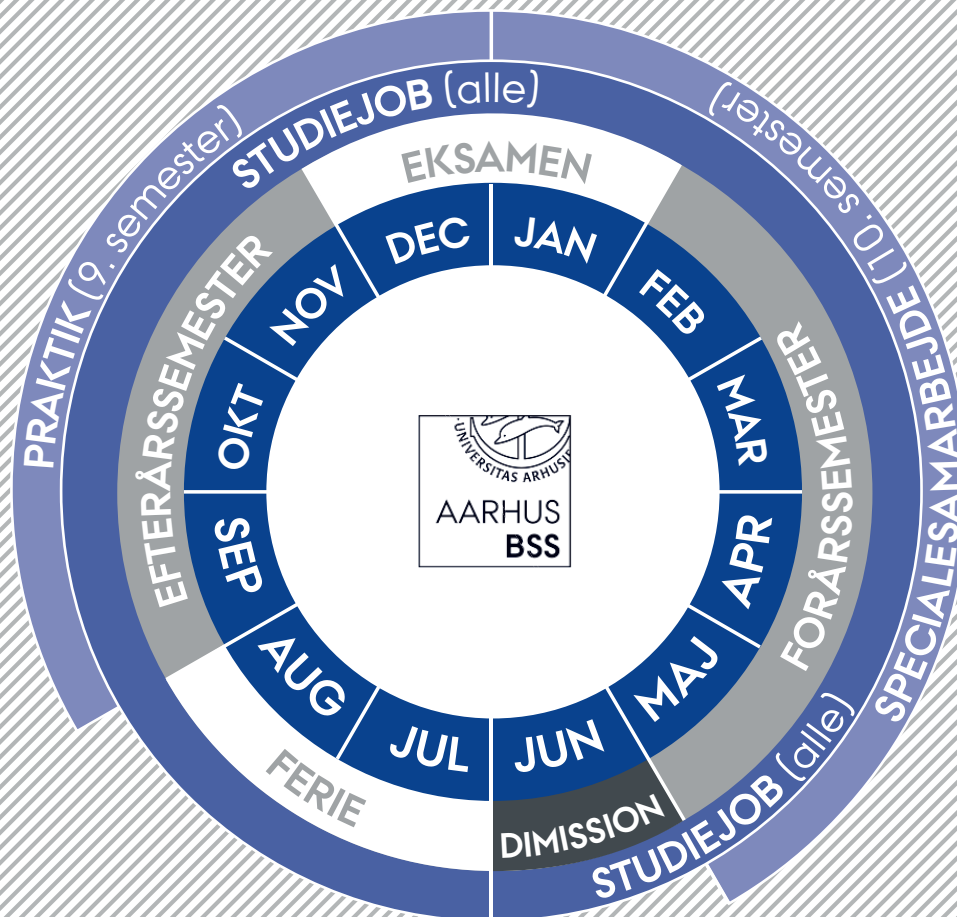 PRAKTIK (9. semester)
SPECIALESAMARBEJDE (10. semester)
STUDIEJOB (alle)
STUDIEJOB (alle)
EKSAMEN
FORÅRSSEMESTER
DIMISSION
FERIE
EFTERÅRSSEMESTER
JAN
FEB
MAR
APR
MAJ
JUN
JUL
AUG
SEP
OKT
NOV
DEC
UNIVERSITAS ARHUSIE
AARHUS
BSS